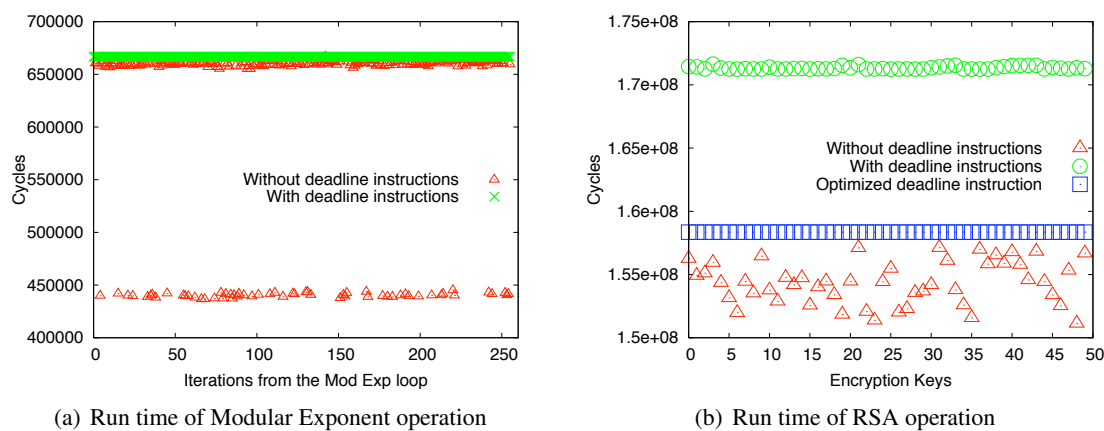 700000
650000
600000
550000
500000
450000
400000
Cycles
0 50 100 150 200 250
Iterations from the Mod Exp loop
Without deadline instructions
With deadline instructions
(a) Run time of Modular Exponent operation
1.75e+08
1.7e+08
1.65e+08
1.6e+08
1.55e+08
1.5e+08
Cycles
0 5 10 15 20 25 30 35 40 45 50
Encryption Keys
Without deadline instructions
With deadline instructions
Optimized deadline instruction
(b) Run time of RSA operation